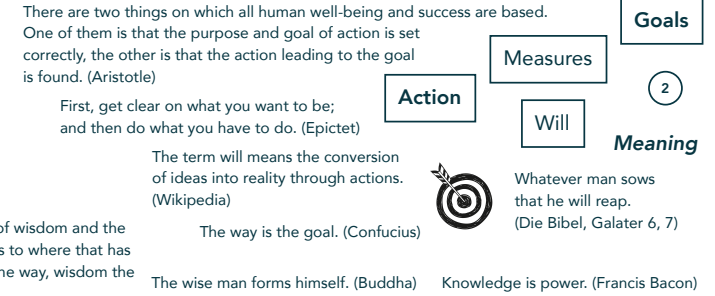 There are two things on which all human well-being and success are based.
One of them is that the purpose and goal of action is set
correctly, the other is that the action leading to the goal
is found. (Aristotle)
Goals
Measures
Action
2
First, get clear on what you want to be;
and then do what you have to do. (Epictet)
Will
Meaning
The term will means the conversion
of ideas into reality through actions.
(Wikipedia)
Whatever man sows
that he will reap.
(Die Bibel, Galater 6, 7)
of wisdom and the
s to where that has
way, wisdom the
The way is the goal. (Confucius)
The wise man forms himself. (Buddha)
Knowledge is power. (Francis Bacon)